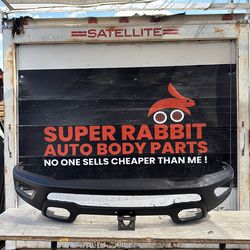 SATELLITE
SUPER RABBIT
AUTO BODY PARTS
NO ONE SELLS CHEAPER THAN ME !